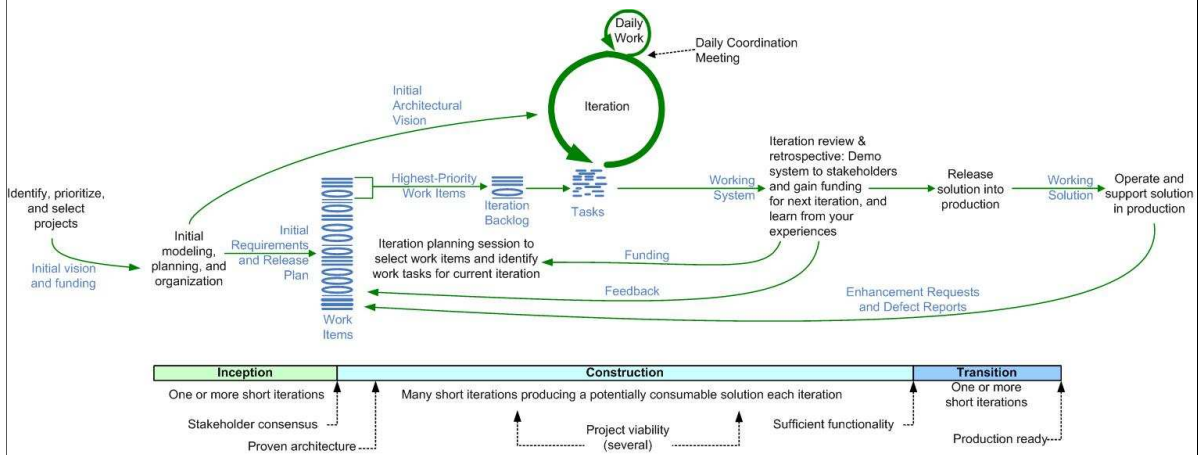 Daily
Work
Daily Coordination
Meeting
Iteration
Initial
Architectural
Vision
Identify, prioritize,
and select
projects
Initial vision
and funding
Initial
modeling,
planning, and
organization
Initial
Requirements
and Release
Plan
Work
Items
Highest-Priority
Work Items
Iteration
Backlog
Tasks
Working
System
Iteration review &
retrospective: Demo
system to stakeholders
and gain funding
for next iteration, and
learn from your
experiences
Release
solution into
production
Working
Solution
Operate and
support solution
in production
Iteration planning session to
select work items and identify
work tasks for current iteration
Funding
Feedback
Enhancement Requests
and Defect Reports
Inception
Construction
Transition
One or more short iterations
Many short iterations producing a potentially consumable solution each iteration
One or more
short iterations
Stakeholder consensus
Proven architecture
Project viability
(several)
Sufficient functionality
Production ready